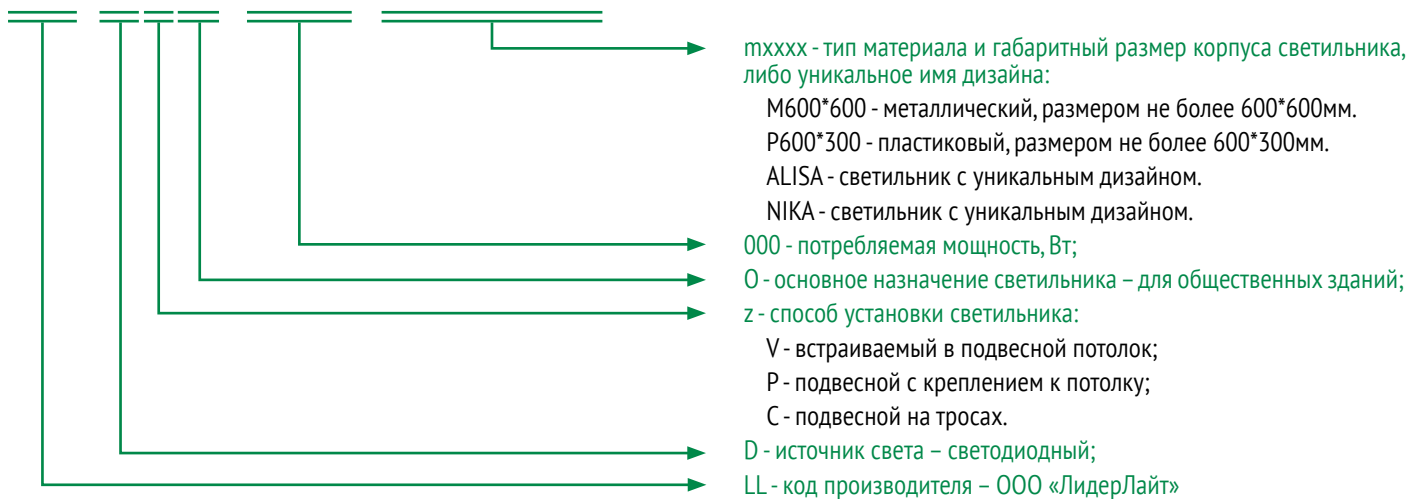 mxxxx - тип материала и габаритный размер корпуса светильника,
либо уникальное имя дизайна:
M600*600 - металлический, размером не более 600*600мм.
P600*300 - пластиковый, размером не более 600*300мм.
ALISA - светильник с уникальным дизайном.
NIKA - светильник с уникальным дизайном.
000 - потребляемая мощность, Вт;
O - основное назначение светильника – для общественных зданий;
z - способ установки светильника:
V - встраиваемый в подвесной потолок;
P - подвесной с креплением к потолку;
C - подвесной на тросах.
D - источник света – светодиодный;
LL - код производителя – ООО «ЛидерЛайт»